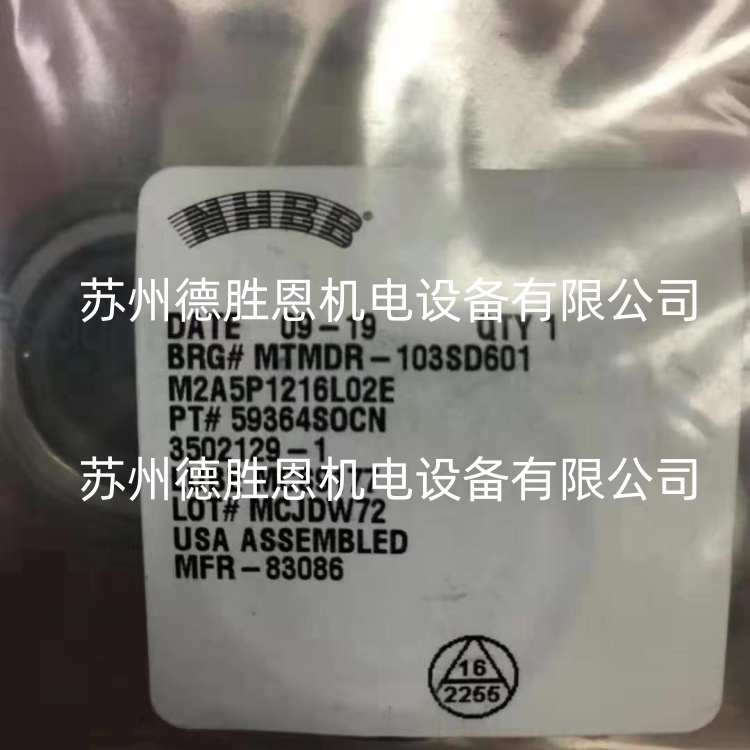 NHBB®
苏州德胜恩机电设备有限公司
DATE 09-19 QTY 1
BRG# MTMDR-103SD601
M2A5P1216L02E
PT# 59364SOCN
3502129-1
苏州德胜恩机电设备有限公司
LOT# MCJDW72
USA ASSEMBLED
MFR-83086
16
2255